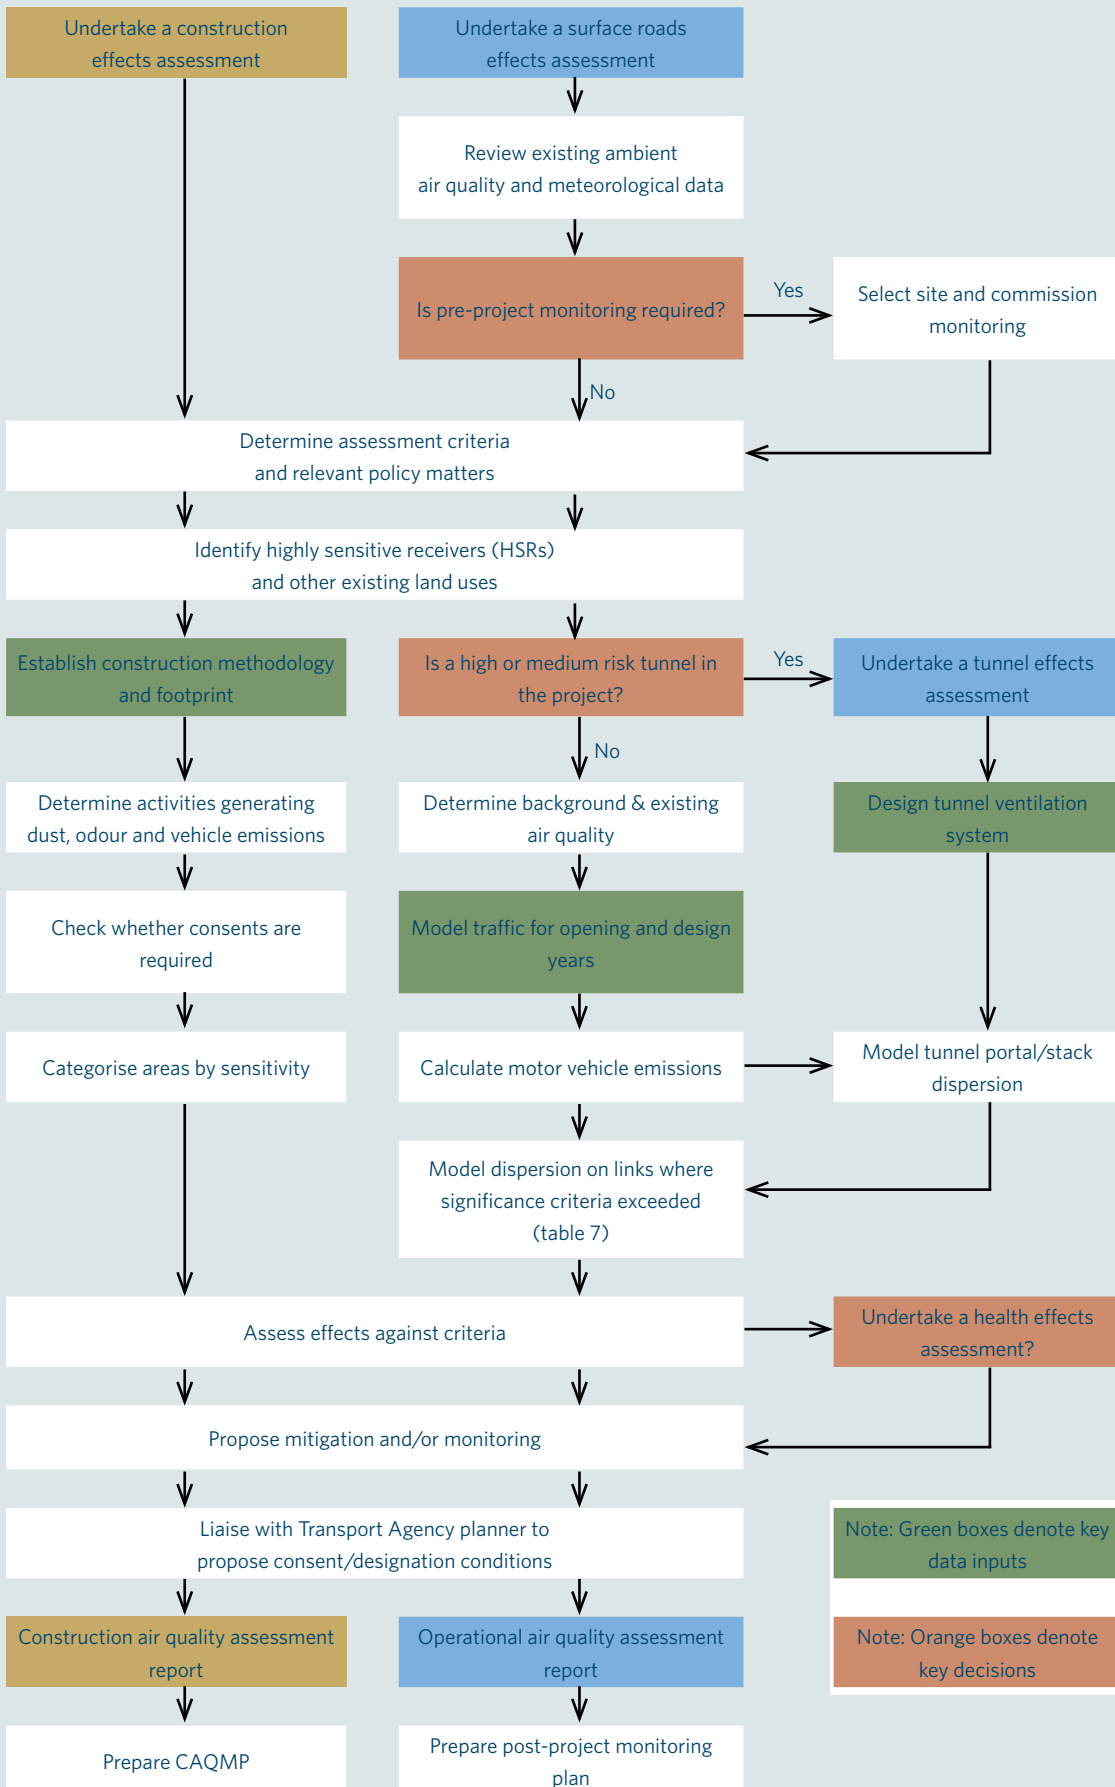 Undertake a construction
effects assessment
Undertake a surface roads
effects assessment
Review existing ambient
air quality and meteorological data
Is pre-project monitoring required?
Yes
Select site and commission
monitoring
No
Determine assessment criteria
and relevant policy matters
Identify highly sensitive receivers (HSRs)
and other existing land uses
Establish construction methodology
and footprint
Is a high or medium risk tunnel in
the project?
Yes
Undertake a tunnel effects
assessment
No
Determine activities generating
dust, odour and vehicle emissions
Determine background & existing
air quality
Design tunnel ventilation
system
Check whether consents are
required
Model traffic for opening and design
years
Categorise areas by sensitivity
Calculate motor vehicle emissions
Model tunnel portal/stack
dispersion
Model dispersion on links where
significance criteria exceeded
(table 7)
Assess effects against criteria
Undertake a health effects
assessment?
Propose mitigation and/or monitoring
Liaise with Transport Agency planner to
propose consent/designation conditions
Note: Green boxes denote key
data inputs
Construction air quality assessment
report
Operational air quality assessment
report
Note: Orange boxes denote
key decisions
Prepare CAQMP
Prepare post-project monitoring
plan